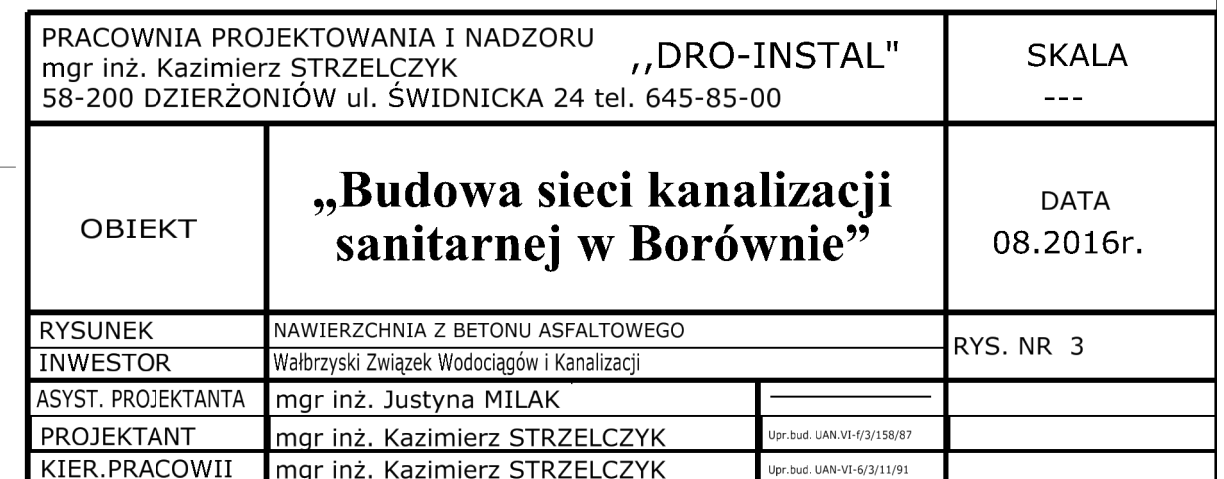 PRACOWNIA PROJEKTOWANIA I NADZORU ,,DRO-INSTAL"
mgr inż. Kazimierz STRZELCZYK
58-200 DZIERŻONIÓW ul. ŚWIDNICKA 24 tel. 645-85-00
SKALA
---
OBIEKT
„Budowa sieci kanalizacji
sanitarnej w Borównie”
DATA
08.2016r.
RYSUNEK NAWIERZCHNIA Z BETONU ASFALTOWEGO
INWESTOR Wałbrzyski Związek Wodociągów i Kanalizacji
RYS. NR 3
ASYST. PROJEKTANTA mgr inż. Justyna MILAK
PROJEKTANT mgr inż. Kazimierz STRZELCZYK Upr.bud. UAN.VI-f/3/158/87
KIER.PRACOWII mgr inż. Kazimierz STRZELCZYK Upr.bud. UAN-VI-6/3/11/91